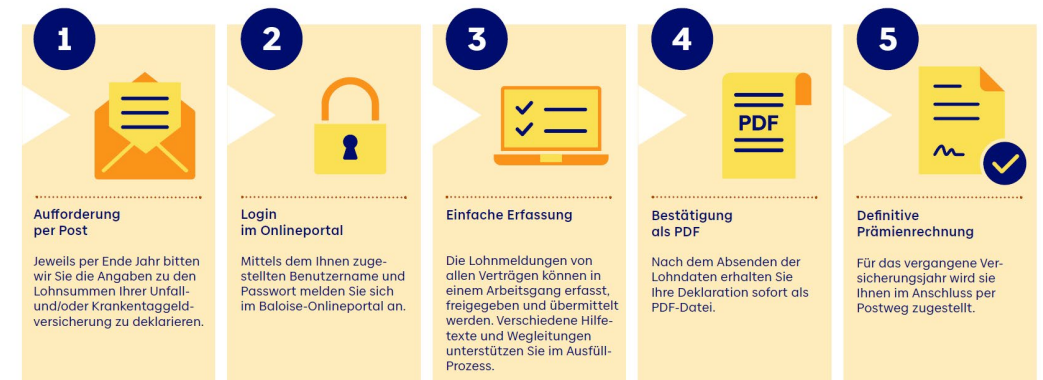 1
Aufforderung
per Post
Jeweils per Ende Jahr bitten
wir Sie die Angaben zu den
Lohnsummen Ihrer Unfall-
und/oder Krankentaggeld-
versicherung zu deklarieren.
2
Login
im Onlineportal
Mittels dem Ihnen zuge-
stellten Benutzername und
Passwort melden Sie sich
im Baloise-Onlineportal an.
3
Einfache Erfassung
Die Lohnmeldungen von
allen Verträgen können in
einem Arbeitsgang erfasst,
freigegeben und übermittelt
werden. Verschiedene Hilfe-
texte und Wegleitungen
unterstützen Sie im Ausfüll-
Prozess.
4
PDF
Bestätigung
als PDF
Nach dem Absenden der
Lohndaten erhalten Sie
Ihre Deklaration sofort als
PDF-Datei.
5
Definitive
Prämienrechnung
Für das vergangene Ver-
sicherungsjahr wird sie
Ihnen im Anschluss per
Postweg zugestellt.